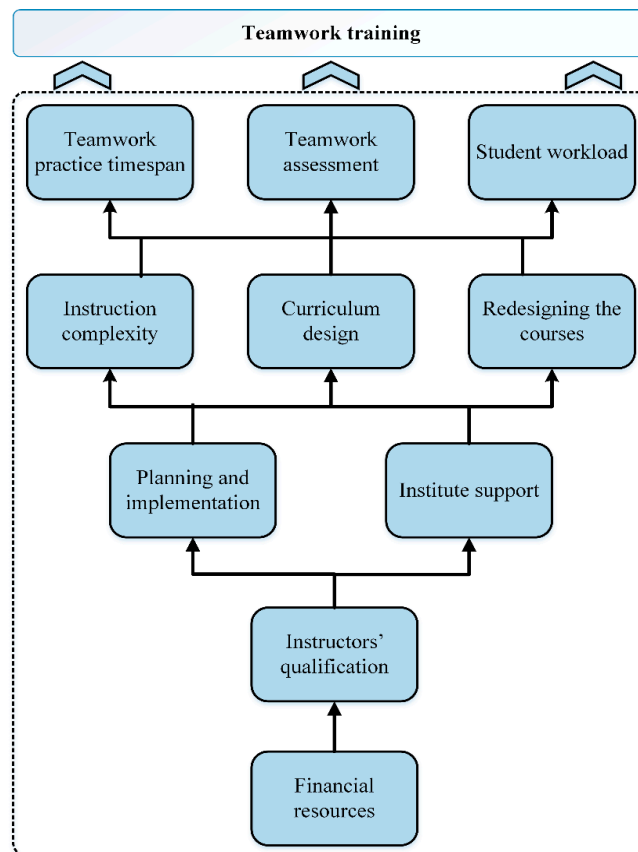 Teamwork training
Teamwork
practice timespan
Teamwork
assessment
Student workload
Instruction
complexity
Curriculum
design
Redesigning the
courses
Planning and
implementation
Institute support
Instructors’
qualification
Financial
resources